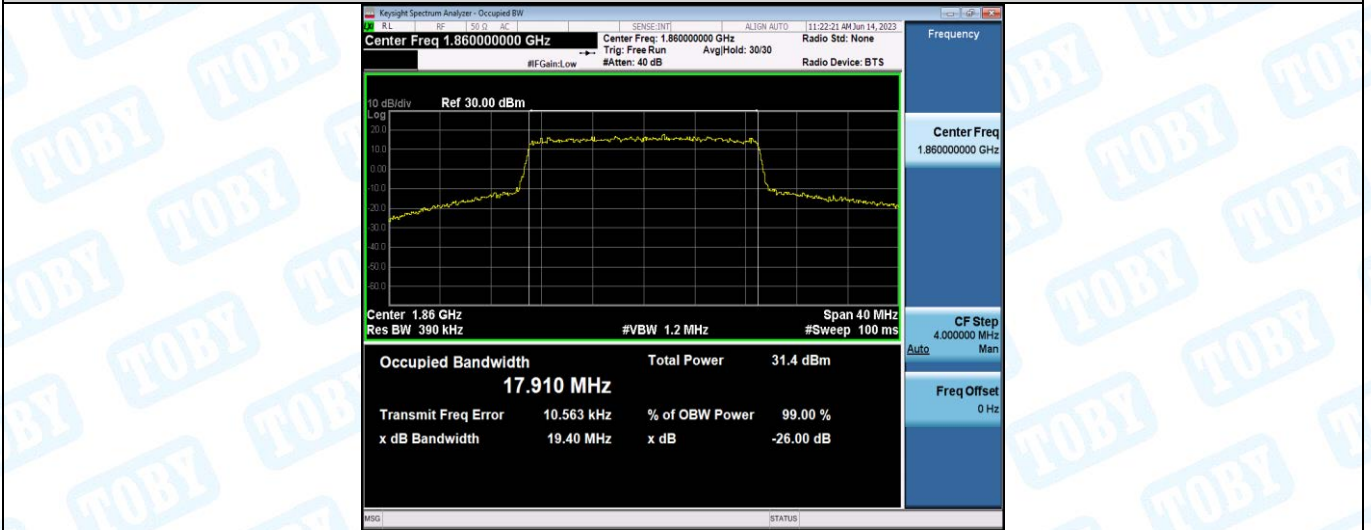 Keysight Spectrum Analyzer - Occupied BW
RL RF 50 Ω AC SENSE:INT ALIGN AUTO 11:22:21 AM Jun 14, 2023
Center Freq 1.860000000 GHz
Center Freq: 1.860000000 GHz Radio Std: None
Trig: Free Run Avg|Hold: 30/30
#IFGain:Low #Atten: 40 dB Radio Device: BTS
10 dB/div Ref 30.00 dBm
Log
20.0
10.0
0.00
-10.0
-20.0
-30.0
-40.0
-50.0
-60.0
Center 1.86 GHz Span 40 MHz
Res BW 390 kHz #VBW 1.2 MHz #Sweep 100 ms
Occupied Bandwidth Total Power 31.4 dBm
17.910 MHz
Transmit Freq Error 10.563 kHz % of OBW Power 99.00 %
x dB Bandwidth 19.40 MHz x dB -26.00 dB
MSG STATUS
Frequency
Center Freq
1.860000000 GHz
CF Step
4.000000 MHz
Auto Man
Freq Offset
0 Hz
TOBY